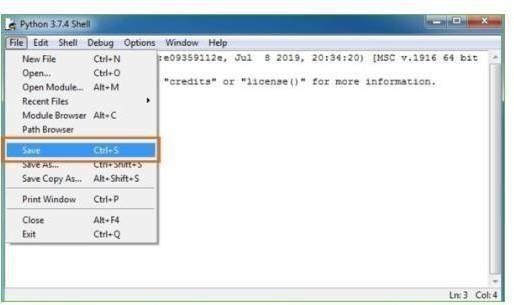 Python 3.7.4 Shell
File Edit Shell Debug Options Window Help
New File Ctrl+N
Open... Ctrl+O
Open Module... Alt+M
Recent Files
Module Browser Alt+C
Path Browser
Save Ctrl+S
Save As... Ctrl+Shift+S
Save Copy As... Alt+Shift+S
Print Window Ctrl+P
Close Alt+F4
Exit Ctrl+Q
:e09359112e, Jul 8 2019, 20:34:20) [MSC v.1916 64 bit
"credits" or "license()" for more information.
Ln: 3 Col: 4